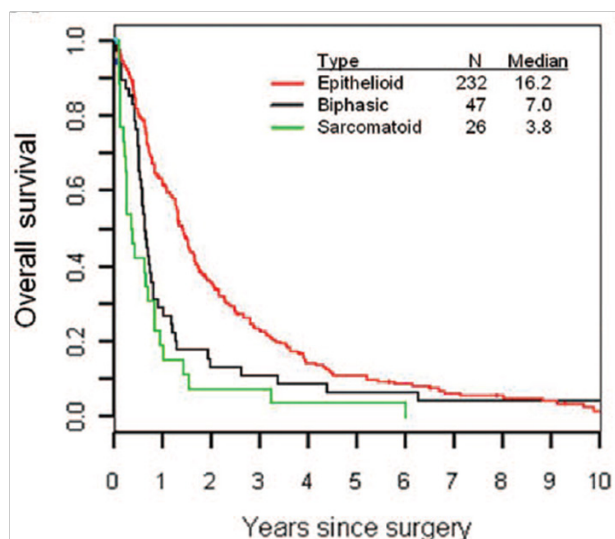 Type N Median
Epithelioid 232 16.2
Biphasic 47 7.0
Sarcomatoid 26 3.8
Overall survival
1.0
0.8
0.6
0.4
0.2
0.0
0 1 2 3 4 5 6 7 8 9 10
Years since surgery